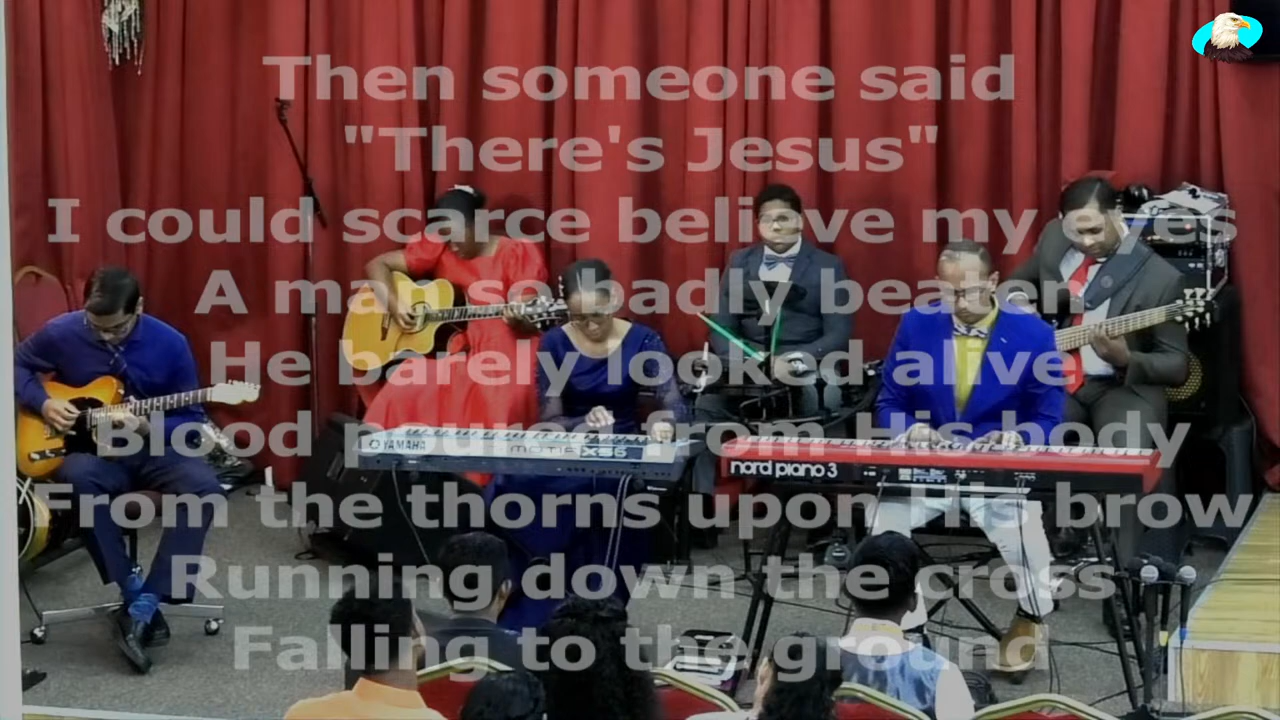 Then someone said
"There's Jesus"
I could scarce believe my eyes
A man so badly beaten
He barely looked alive
Blood poured from His body
From the thorns upon His brow
Running down the cross
Falling to the ground
YAMAHA
MOTIF XS6
nord piano 3